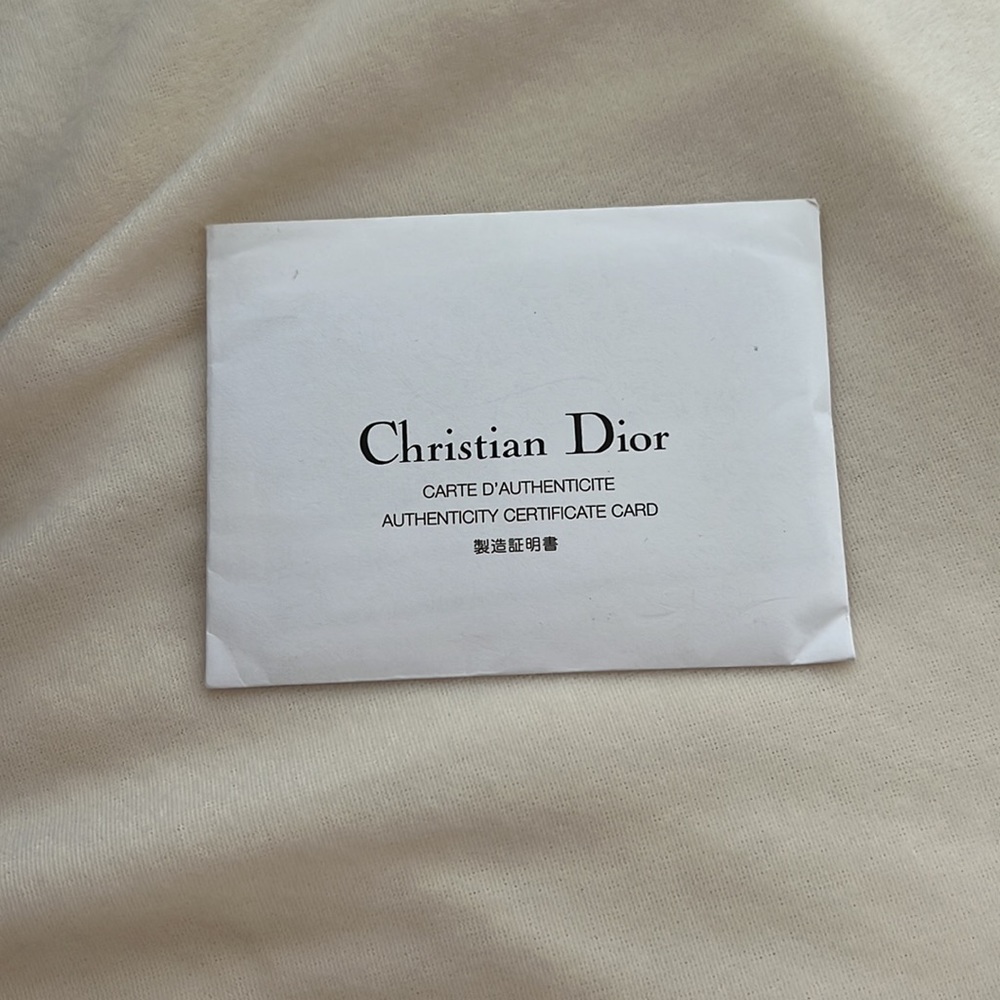 Christian Dior
CARTE D'AUTHENTICITE
AUTHENTICITY CERTIFICATE CARD
製造証明書